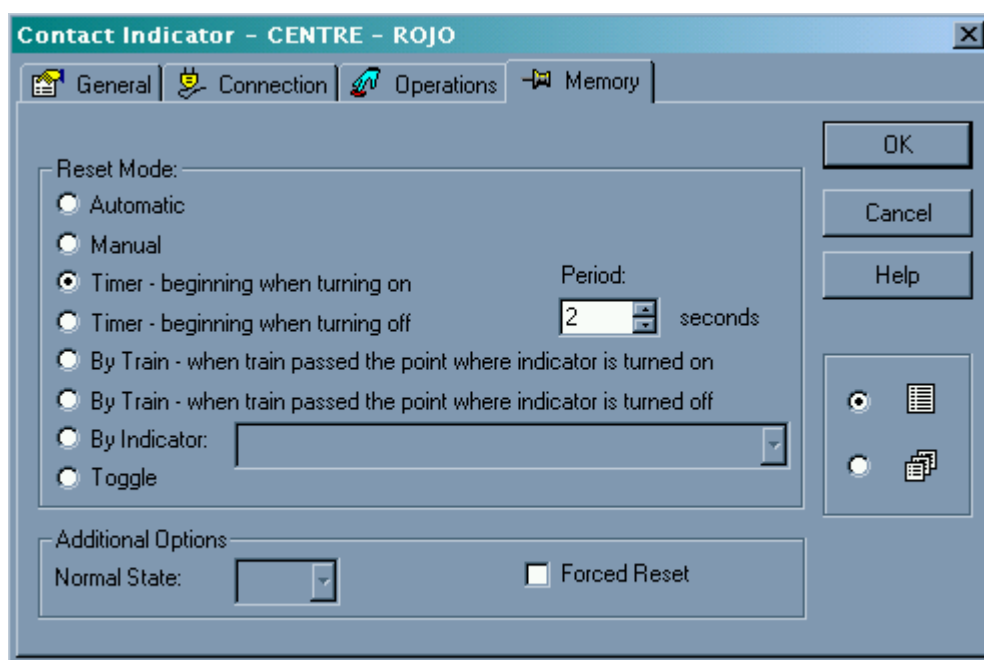 Contact Indicator - CENTRE - ROJO
General Connection Operations Memory
OK
Cancel
Help
Reset Mode:
Automatic
Manual
Timer - beginning when turning on
Period:
Timer - beginning when turning off
2 seconds
By Train - when train passed the point where indicator is turned on
By Train - when train passed the point where indicator is turned off
By Indicator:
Toggle
Additional Options
Normal State:
Forced Reset